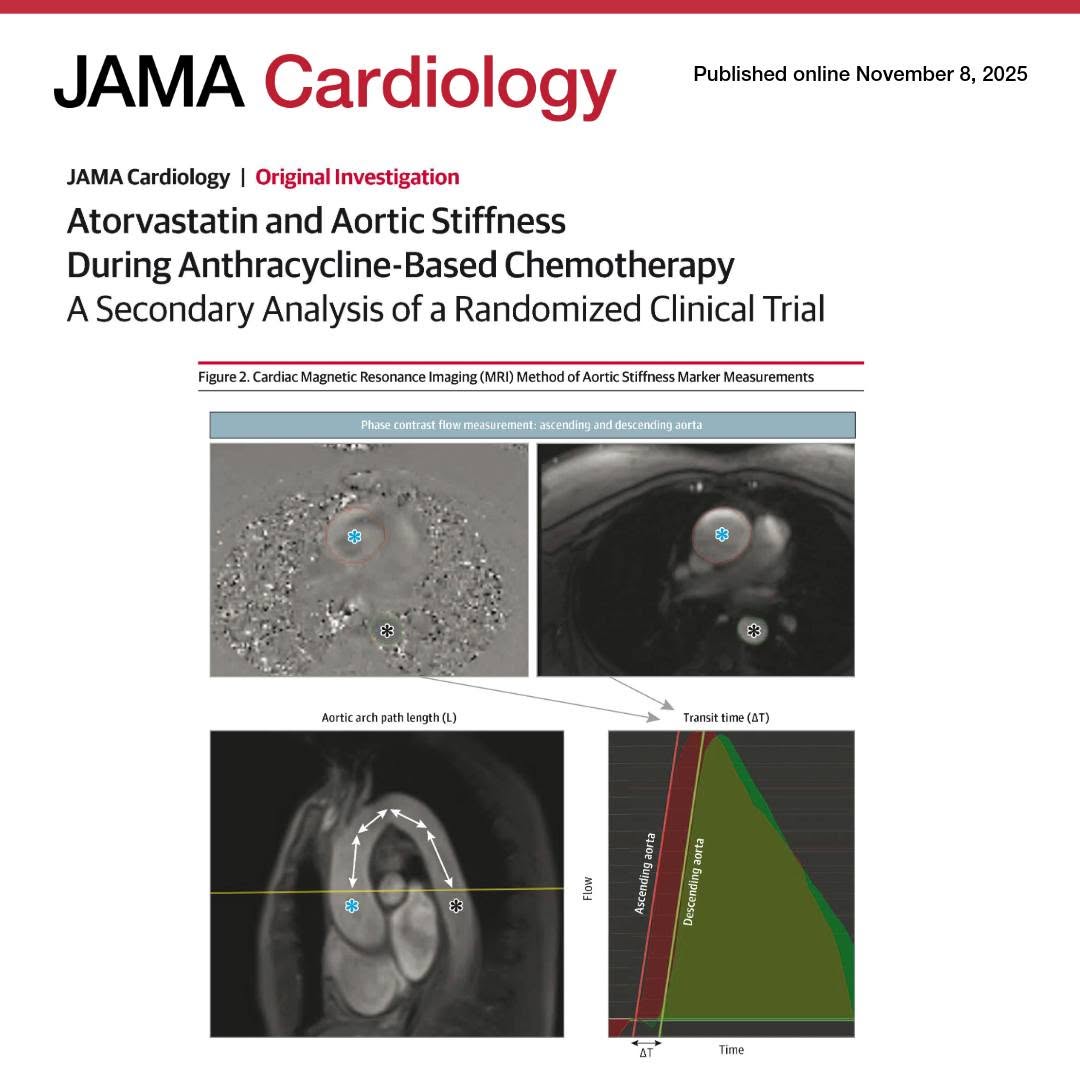 JAMA Cardiology
Published online November 8, 2025
JAMA Cardiology | Original Investigation
Atorvastatin and Aortic Stiffness
During Anthracycline-Based Chemotherapy
A Secondary Analysis of a Randomized Clinical Trial
Figure 2. Cardiac Magnetic Resonance Imaging (MRI) Method of Aortic Stiffness Marker Measurements
Phase contrast flow measurement: ascending and descending aorta
Aortic arch path length (L)
Transit time (ΔT)
Flow
Ascending aorta
Descending aorta
ΔT
Time